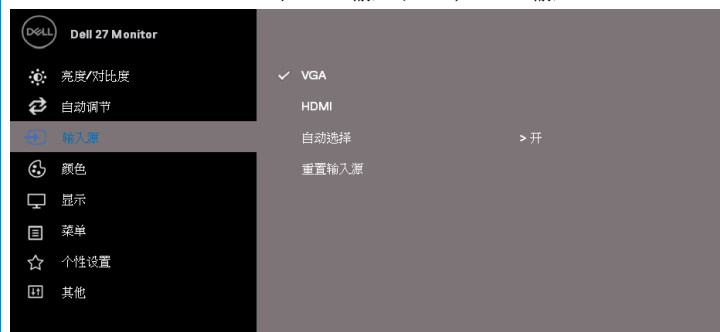 DELL Dell 27 Monitor
亮度/对比度 ✓ VGA
自动调节 HDMI
输入源 自动选择 > 开
颜色 重置输入源
显示
菜单
个性设置
其他